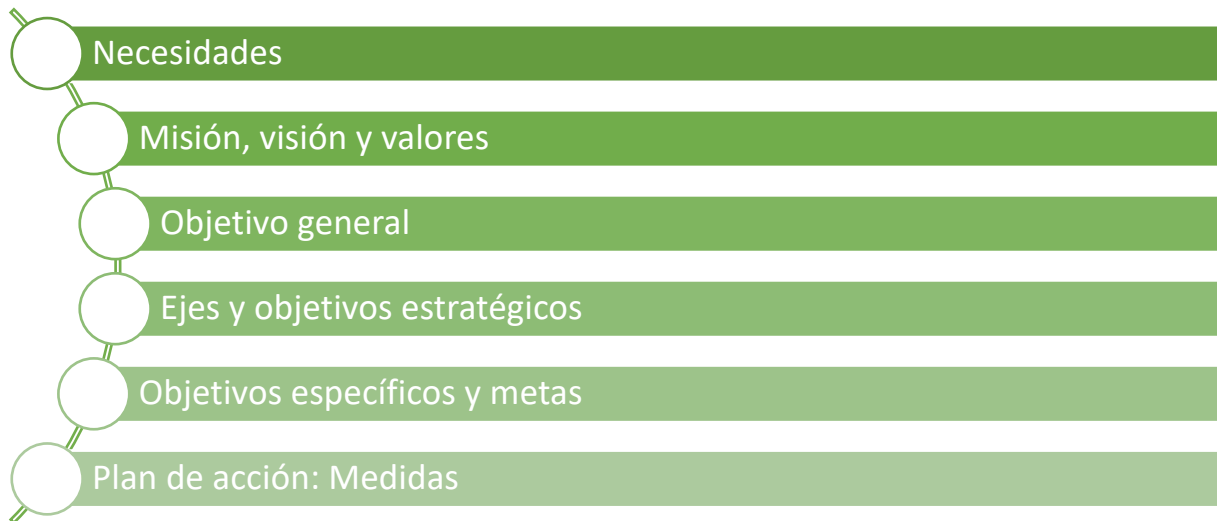 Necesidades
Misión, visión y valores
Objetivo general
Ejes y objetivos estratégicos
Objetivos específicos y metas
Plan de acción: Medidas